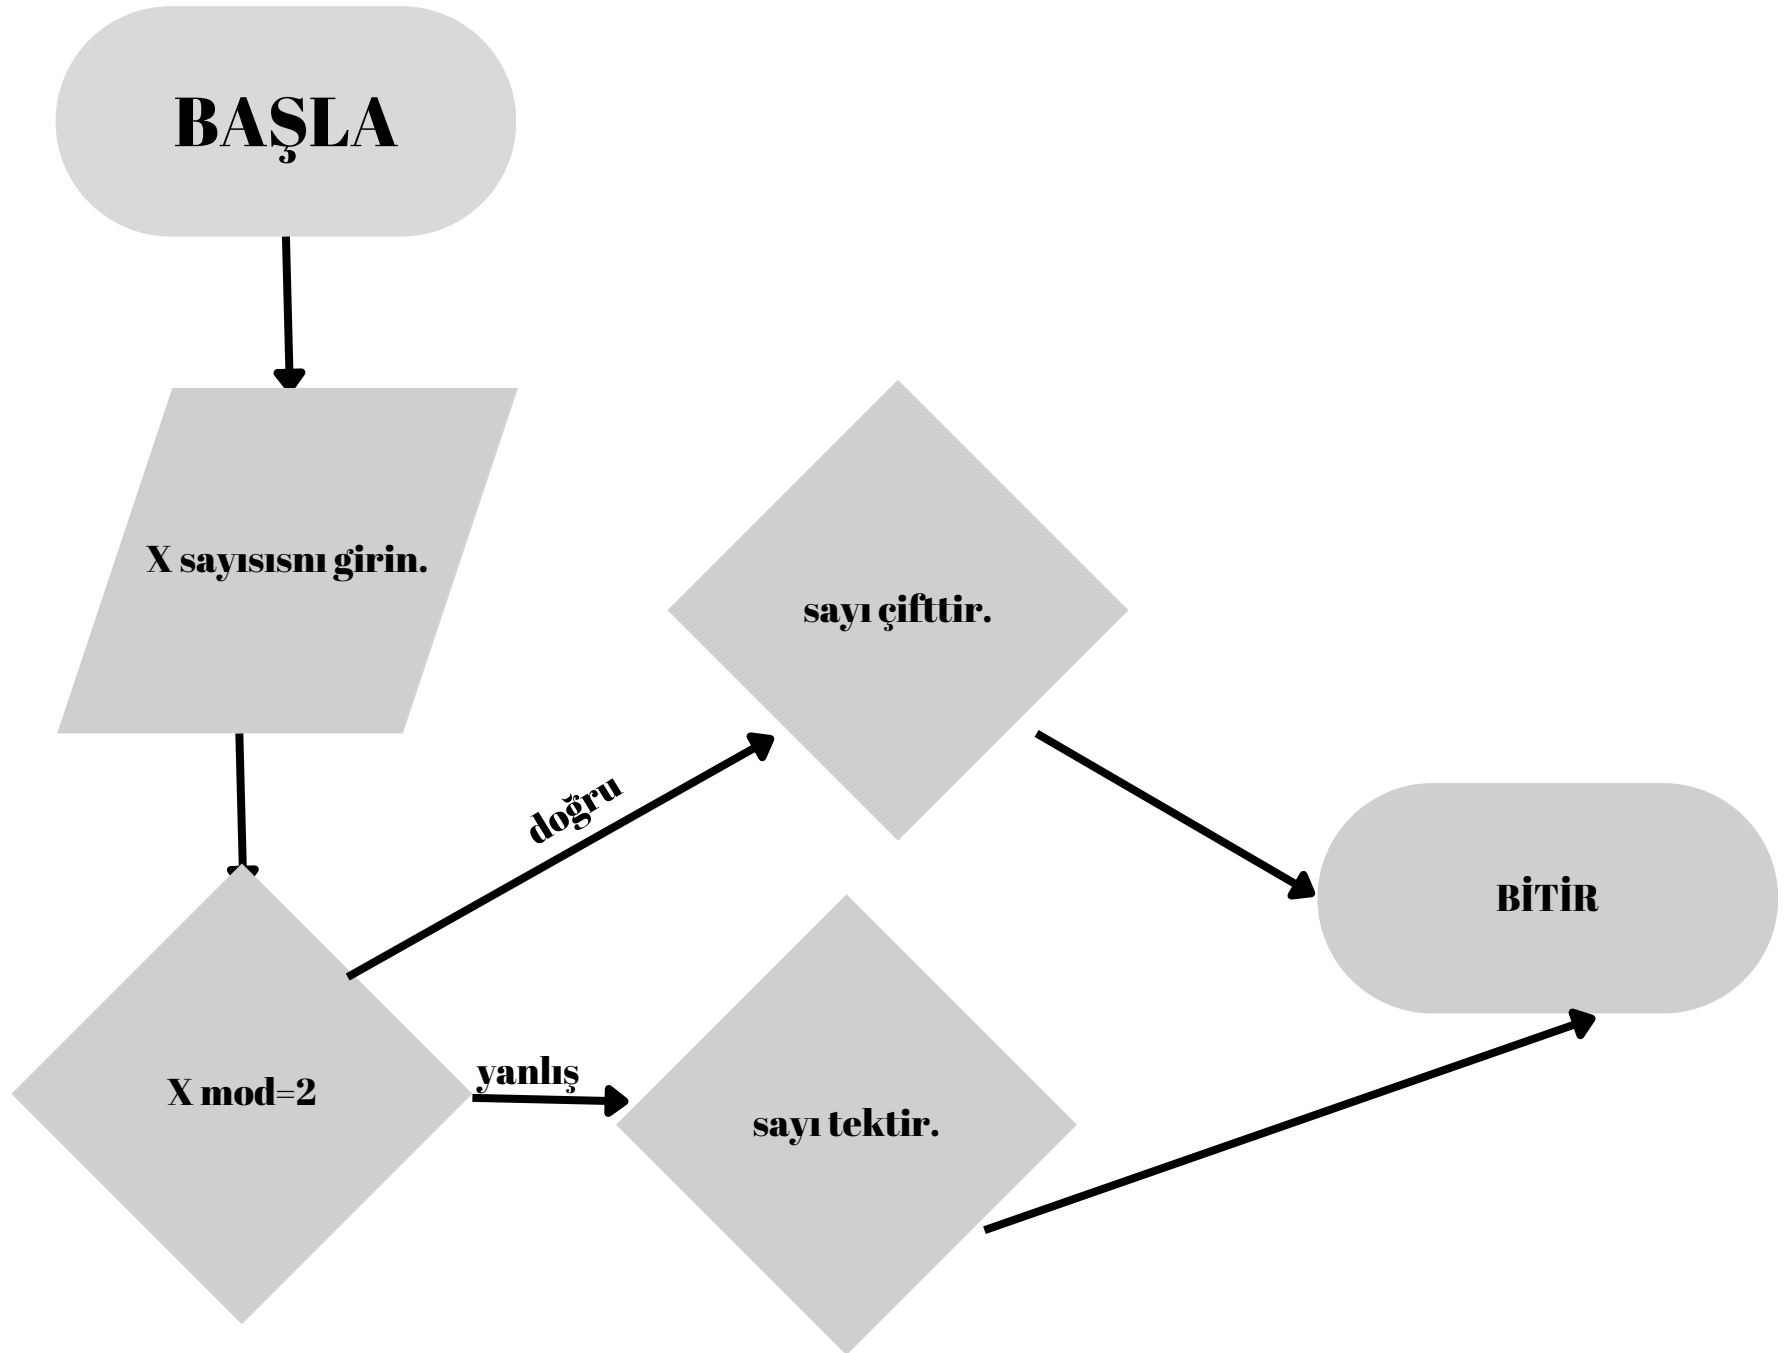 BAŞLA
X sayısısnı girin.
sayı çifttir.
doğru
BİTİR
yanlış
X mod=2
sayı tektir.